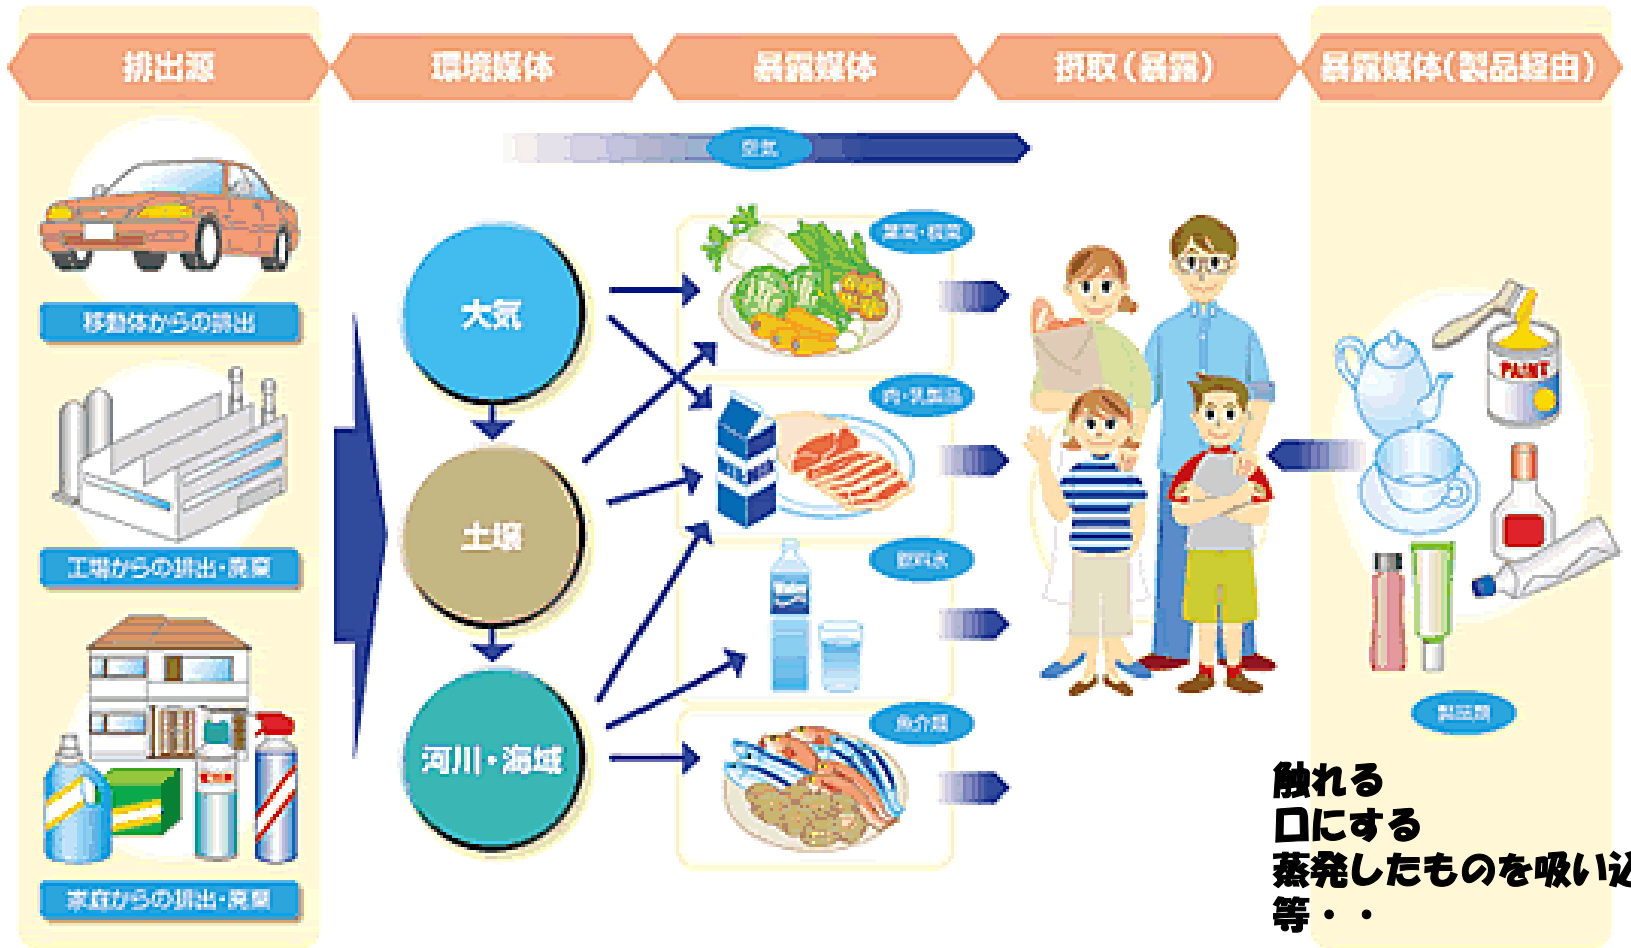 排出源
環境媒体
暴露媒体
摂取(暴露)
暴露媒体(製品経由)
空気
移動体からの排出
工場からの排出・廃棄
家庭からの排出・廃棄
大気
土壌
河川・海域
葉菜・根菜
肉・乳製品
飲料水
魚介類
PAINT
製品類
触れる
口にする
蒸発したものを吸い込
等・・